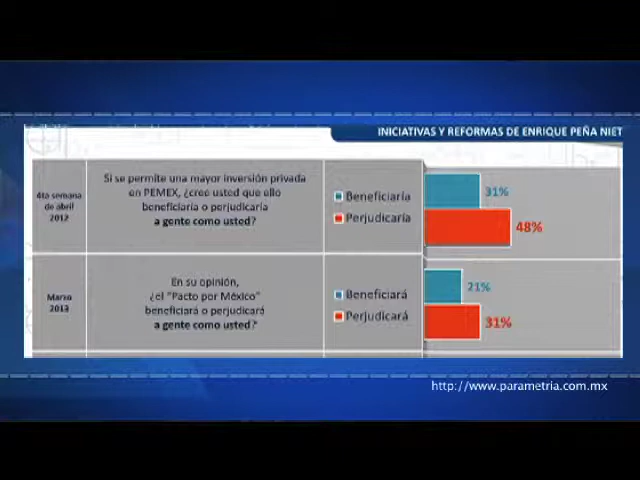 INICIATIVAS Y REFORMAS DE ENRIQUE PEÑA NIET
4ta semana
de abril
2012
Si se permite una mayor inversión privada
en PEMEX, ¿cree usted que ello
beneficiaría o perjudicaría
a gente como usted?
Beneficiaría
Perjudicaría
31%
48%
Marzo
2013
En su opinión,
¿el "Pacto por México"
beneficiará o perjudicará
a gente como usted?*
Beneficiará
Perjudicará
21%
31%
http://www.parametria.com.mx